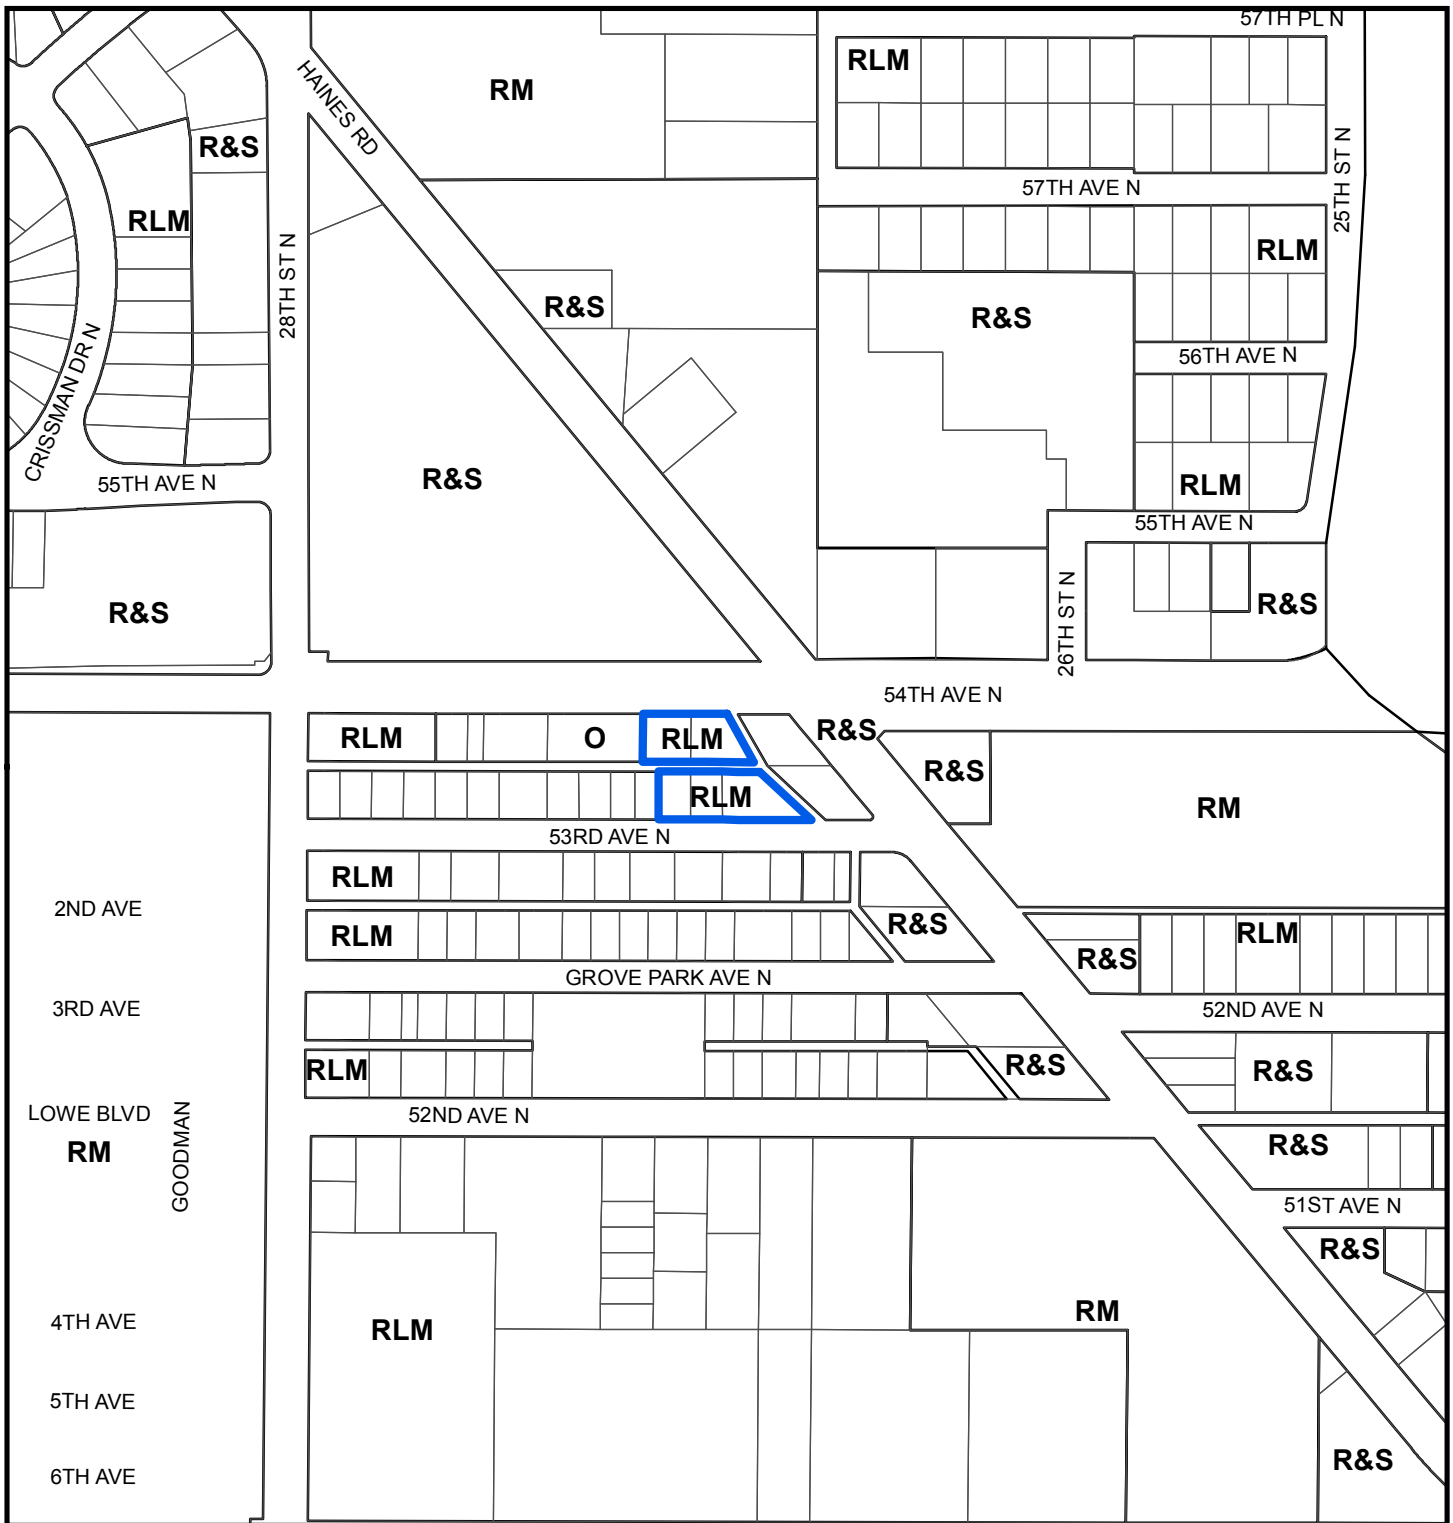 57TH PL N
RLM
HAINES RD
RM
R&S
25TH ST N
57TH AVE N
RLM
28TH ST N
RLM
R&S
R&S
56TH AVE N
CRISSMAN DR N
R&S
55TH AVE N
RLM
55TH AVE N
R&S
26TH ST N
R&S
54TH AVE N
RLM
O
RLM
R&S
R&S
RLM
RM
53RD AVE N
RLM
2ND AVE
R&S
RLM
RLM
R&S
GROVE PARK AVE N
3RD AVE
52ND AVE N
RLM
R&S
R&S
LOWE BLVD
52ND AVE N
RM
GOODMAN
R&S
51ST AVE N
R&S
4TH AVE
RLM
RM
5TH AVE
R&S
6TH AVE